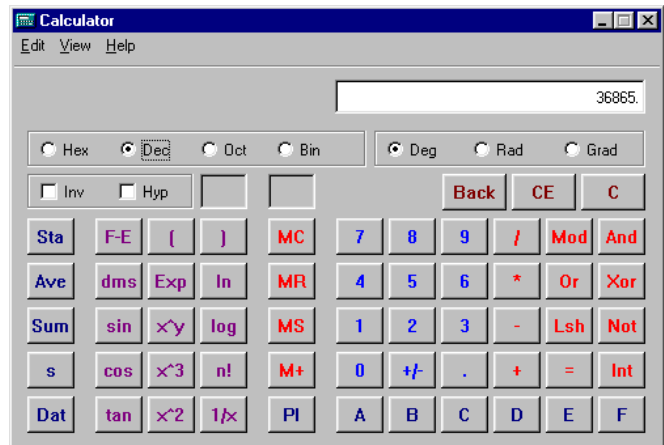 Calculator
Edit View Help
36865.
Hex Dec Oct Bin Deg Rad Grad
Inv Hyp Back CE C
Sta F-E ( ) MC 7 8 9 / Mod And
Ave dms Exp ln MR 4 5 6 * Or Xor
Sum sin x^y log MS 1 2 3 - Lsh Not
s cos x^3 n! M+ 0 +/- . + = Int
Dat tan x^2 1/x PI A B C D E F